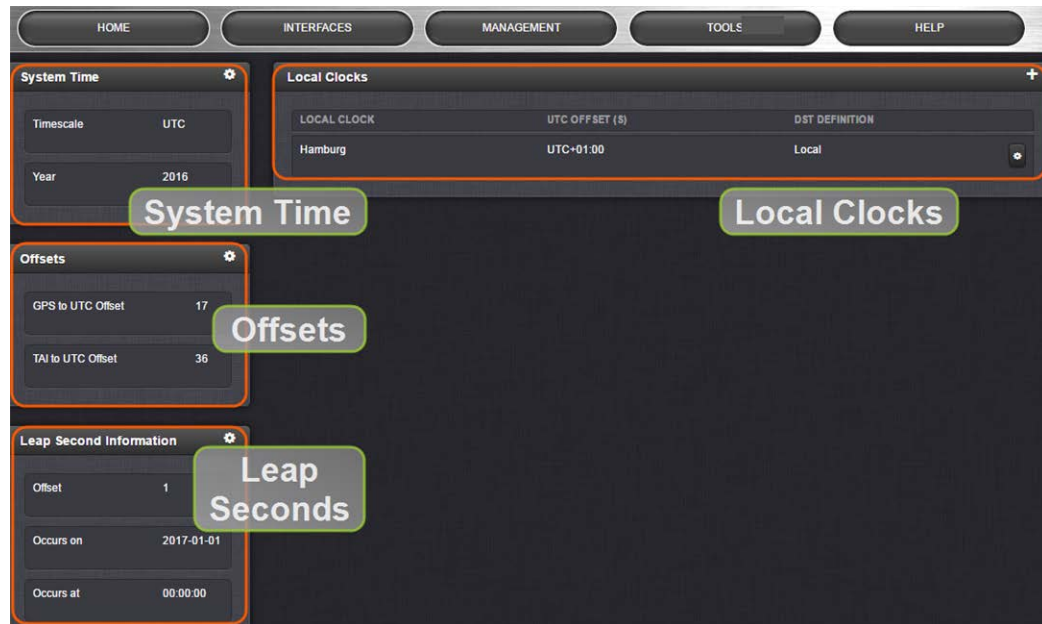 HOME INTERFACES MANAGEMENT TOOLS HELP
System Time
Timescale UTC
Year 2016
System Time
Local Clocks
LOCAL CLOCK UTC OFFSET (S) DST DEFINITION
Hamburg UTC+01:00 Local
Local Clocks
Offsets
GPS to UTC Offset 17
TAI to UTC Offset 36
Offsets
Leap Second Information
Offset 1
Occurs on 2017-01-01
Occurs at 00:00:00
Leap
Seconds